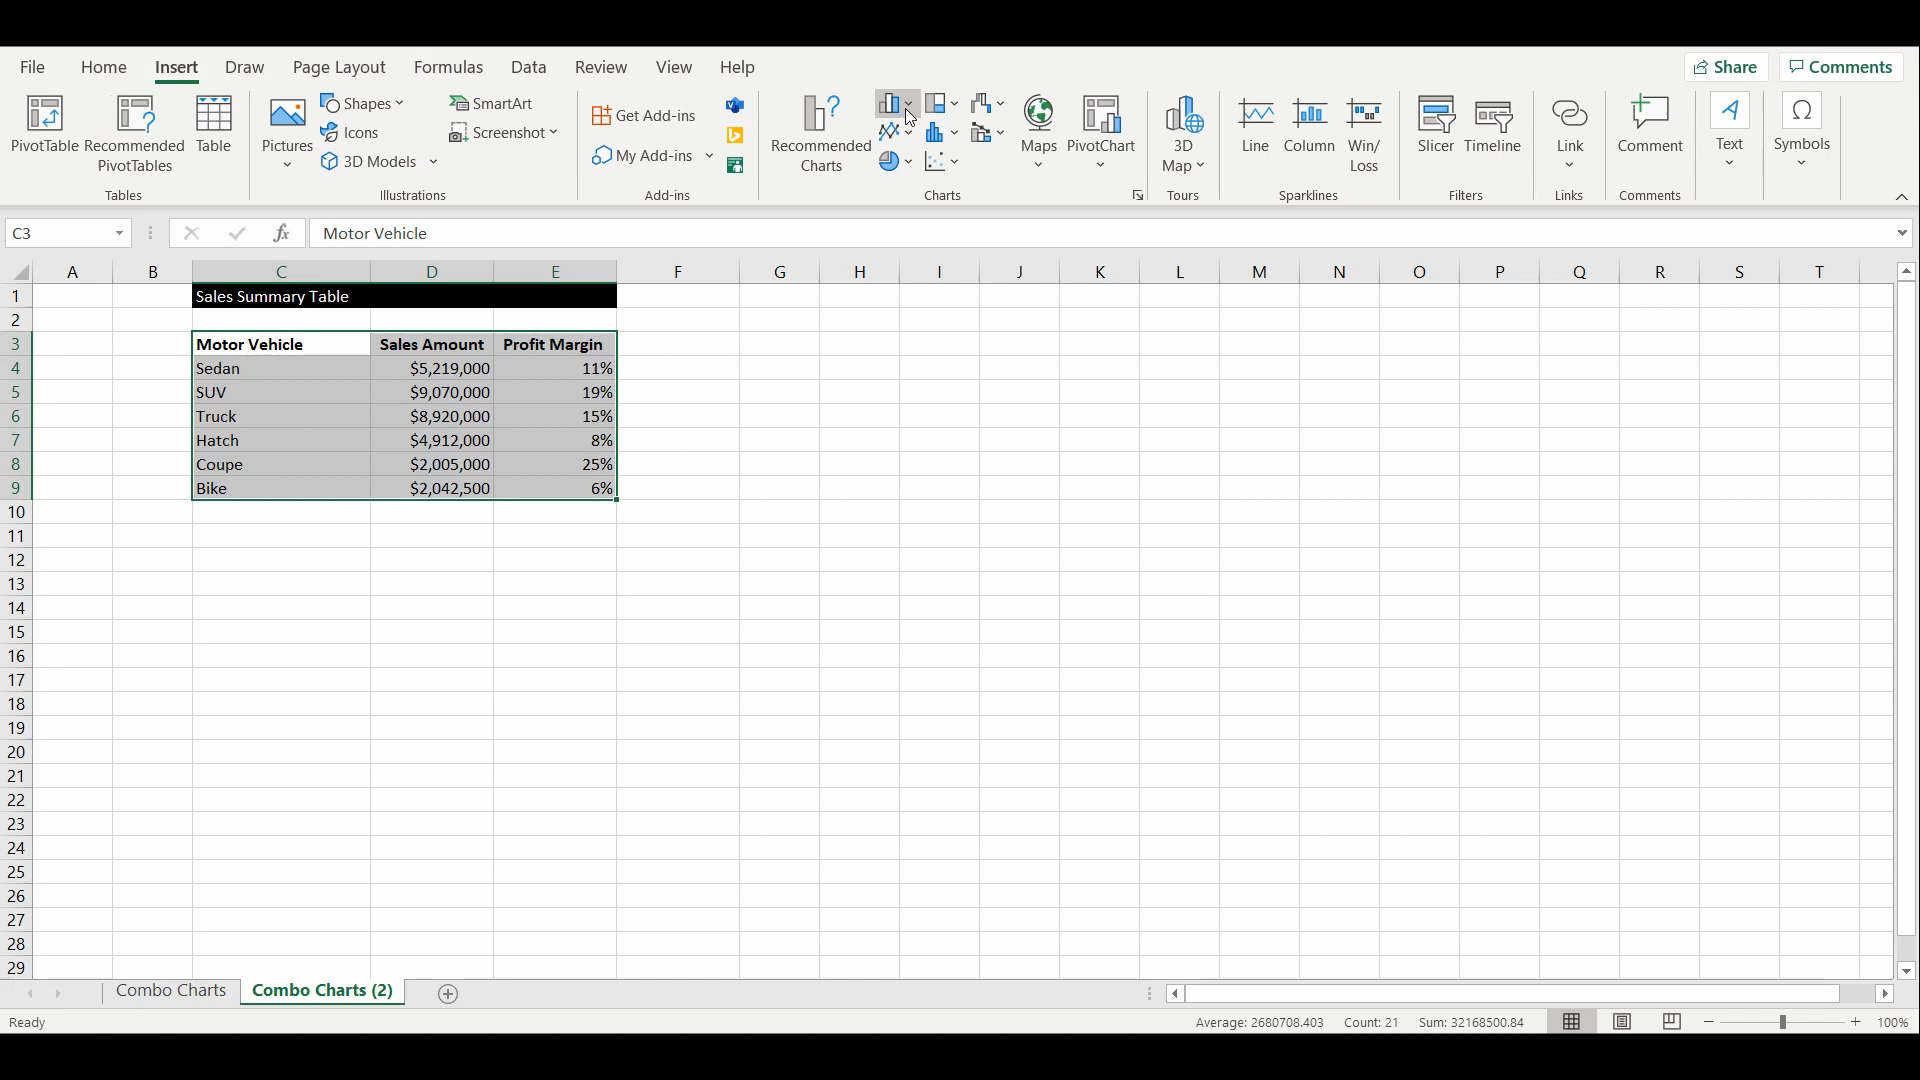 File Home Insert Draw Page Layout Formulas Data Review View Help Share Comments
PivotTable Recommended PivotTables Table Pictures Shapes Icons 3D Models SmartArt Screenshot Get Add-ins My Add-ins Recommended Charts Maps PivotChart 3D Map Line Column Win/ Loss Slicer Timeline Link Comment Text Symbols
Tables Illustrations Add-ins Charts Tours Sparklines Filters Links Comments
C3 fx Motor Vehicle
A B C D E F G H I J K L M N O P Q R S T
1 Sales Summary Table
2
3 Motor Vehicle Sales Amount Profit Margin
4 Sedan $5,219,000 11%
5 SUV $9,070,000 19%
6 Truck $8,920,000 15%
7 Hatch $4,912,000 8%
8 Coupe $2,005,000 25%
9 Bike $2,042,500 6%
10
11
12
13
14
15
16
17
18
19
20
21
22
23
24
25
26
27
28
29
Combo Charts Combo Charts (2)
Ready Average: 2680708.403 Count: 21 Sum: 32168500.84 100%